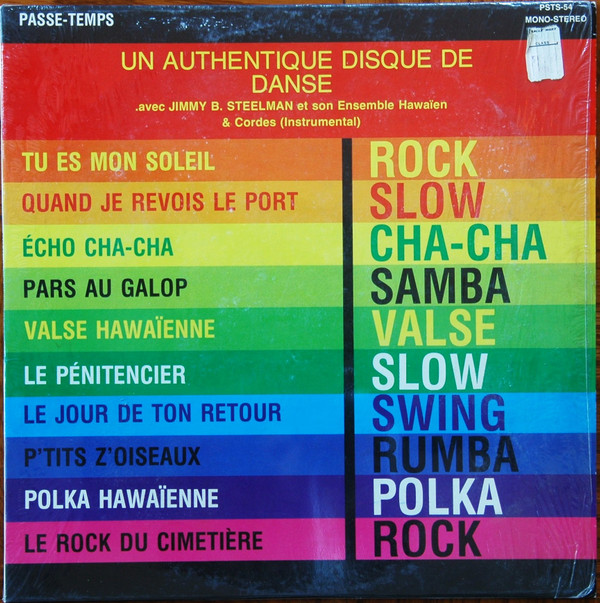 PASSE-TEMPS
PSTS-54
MONO-STEREO
UN AUTHENTIQUE DISQUE DE
DANSE
.avec JIMMY B. STEELMAN et son Ensemble Hawaïen
& Cordes (Instrumental)
TU ES MON SOLEIL ROCK
QUAND JE REVOIS LE PORT SLOW
ÉCHO CHA-CHA CHA-CHA
PARS AU GALOP SAMBA
VALSE HAWAÏENNE VALSE
LE PÉNITENCIER SLOW
LE JOUR DE TON RETOUR SWING
P'TITS Z'OISEAUX RUMBA
POLKA HAWAÏENNE POLKA
LE ROCK DU CIMETIÈRE ROCK